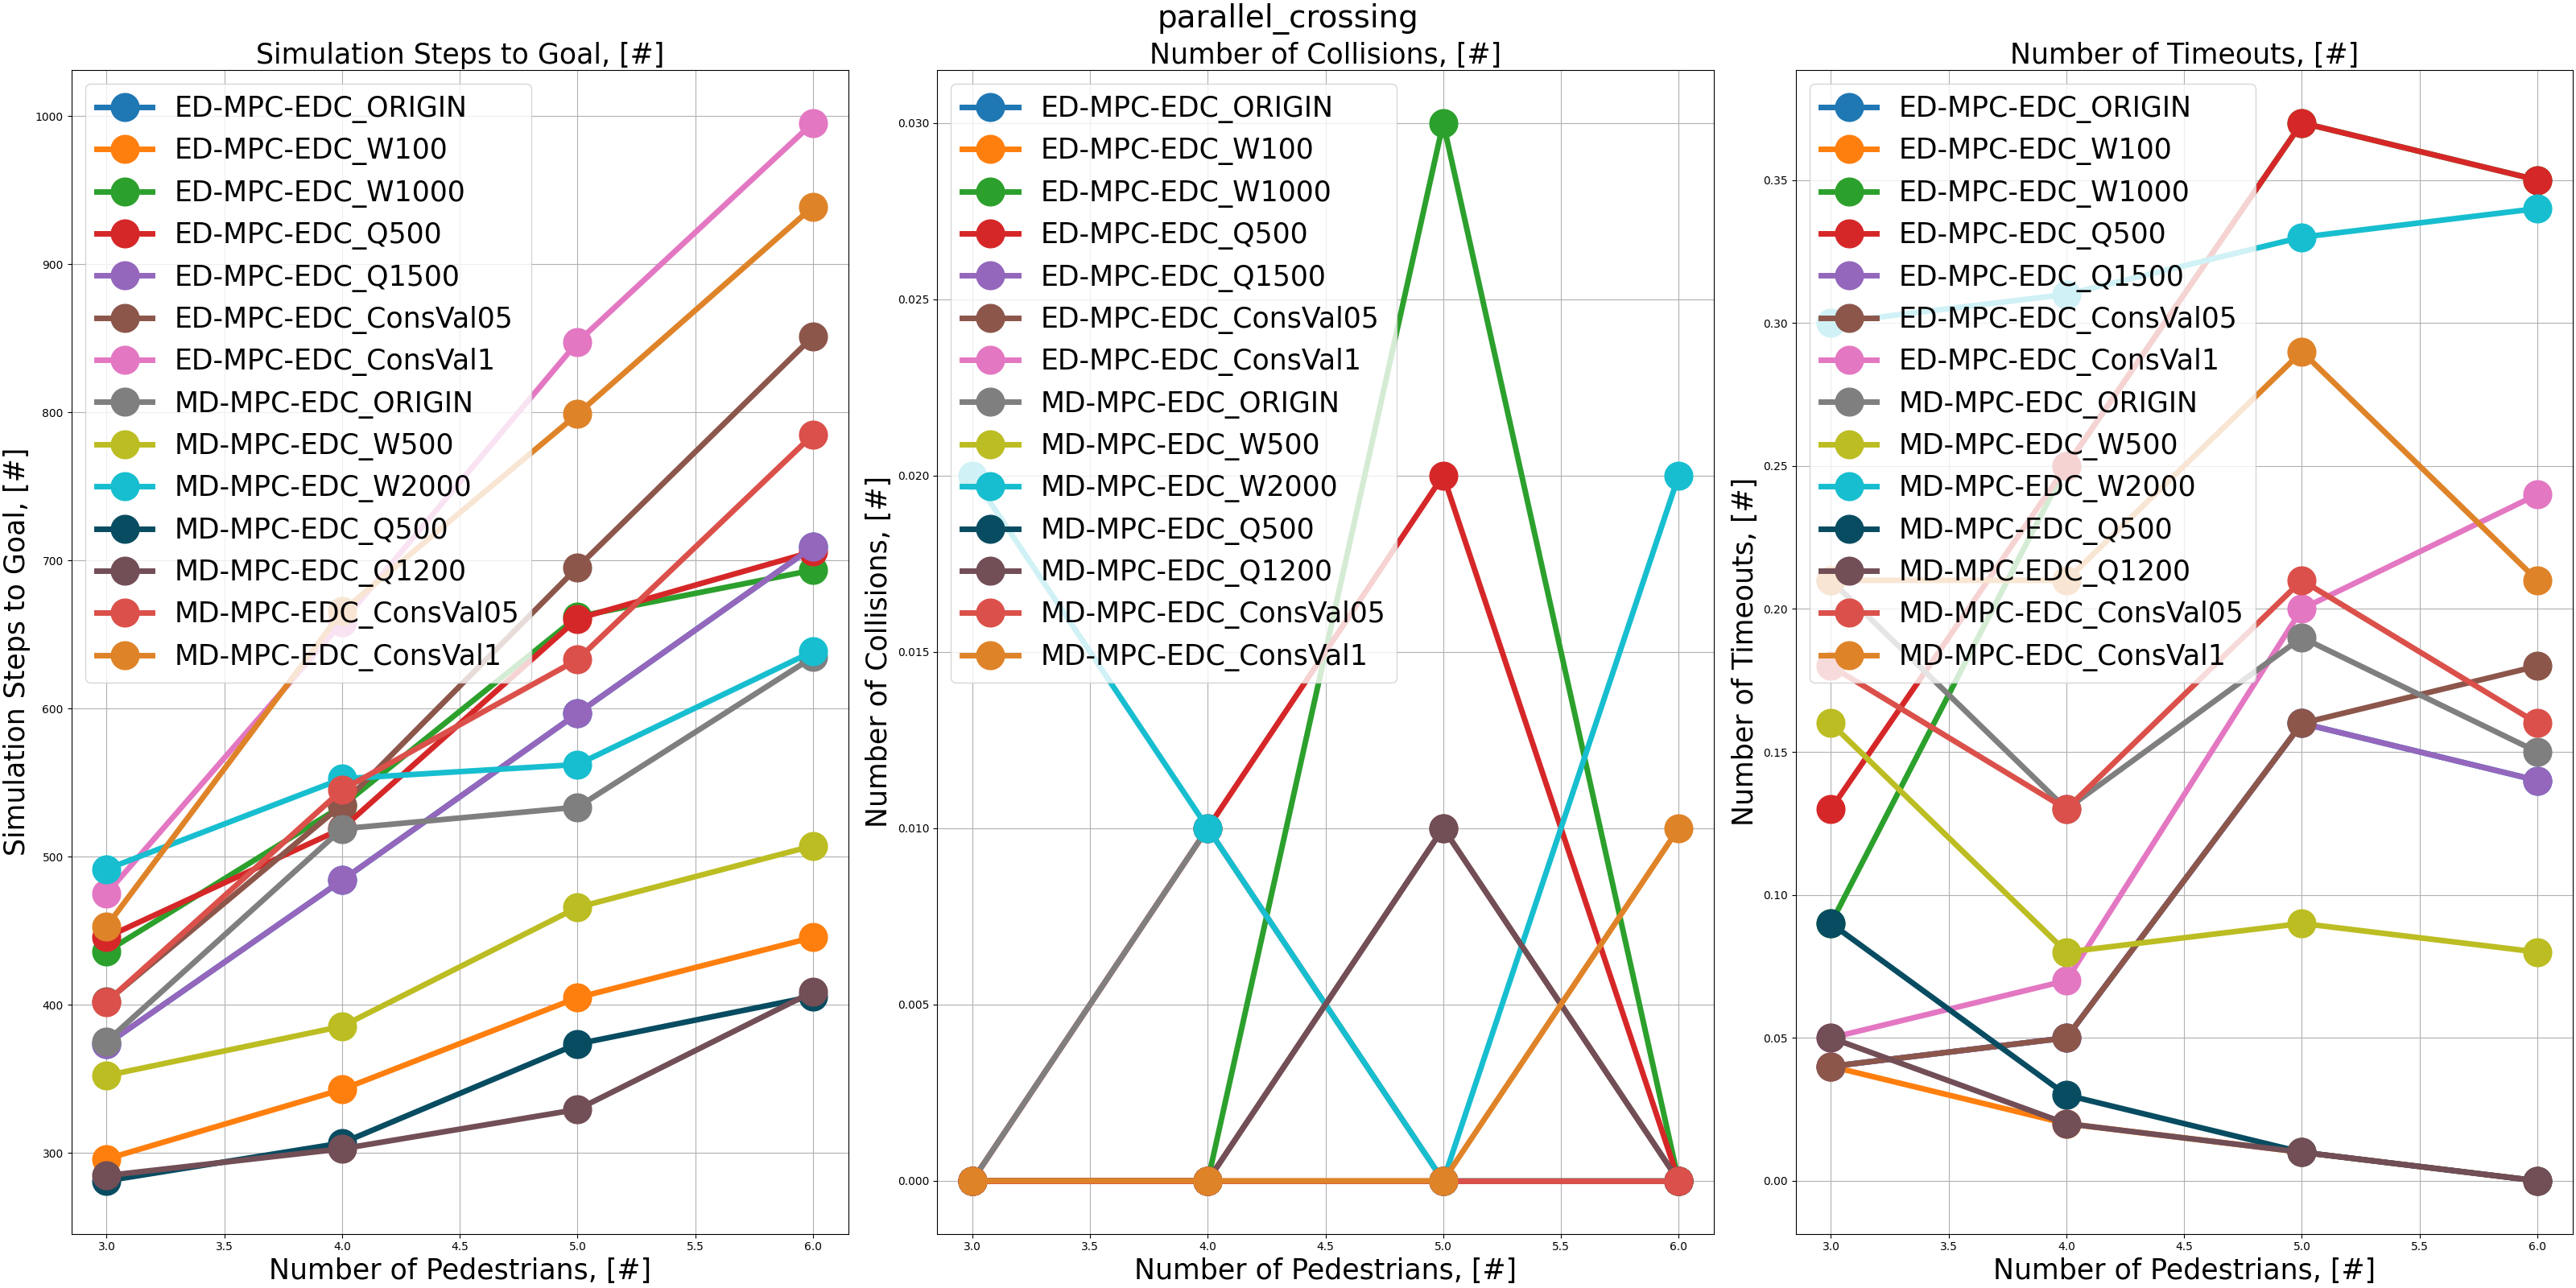 parallel_crossing
Simulation Steps to Goal, [#]
1000
900
800
700
600
500
400
300
Simulation Steps to Goal, [#]
ED-MPC-EDC_ORIGIN
ED-MPC-EDC_W100
ED-MPC-EDC_W1000
ED-MPC-EDC_Q500
ED-MPC-EDC_Q1500
ED-MPC-EDC_ConsVal05
ED-MPC-EDC_ConsVal1
MD-MPC-EDC_ORIGIN
MD-MPC-EDC_W500
MD-MPC-EDC_W2000
MD-MPC-EDC_Q500
MD-MPC-EDC_Q1200
MD-MPC-EDC_ConsVal05
MD-MPC-EDC_ConsVal1
3.0 3.5 4.0 4.5 5.0 5.5 6.0
Number of Pedestrians, [#]
Number of Collisions, [#]
0.030
0.025
0.020
0.015
0.010
0.005
0.000
Number of Collisions, [#]
ED-MPC-EDC_ORIGIN
ED-MPC-EDC_W100
ED-MPC-EDC_W1000
ED-MPC-EDC_Q500
ED-MPC-EDC_Q1500
ED-MPC-EDC_ConsVal05
ED-MPC-EDC_ConsVal1
MD-MPC-EDC_ORIGIN
MD-MPC-EDC_W500
MD-MPC-EDC_W2000
MD-MPC-EDC_Q500
MD-MPC-EDC_Q1200
MD-MPC-EDC_ConsVal05
MD-MPC-EDC_ConsVal1
3.0 3.5 4.0 4.5 5.0 5.5 6.0
Number of Pedestrians, [#]
Number of Timeouts, [#]
0.35
0.30
0.25
0.20
0.15
0.10
0.05
0.00
Number of Timeouts, [#]
ED-MPC-EDC_ORIGIN
ED-MPC-EDC_W100
ED-MPC-EDC_W1000
ED-MPC-EDC_Q500
ED-MPC-EDC_Q1500
ED-MPC-EDC_ConsVal05
ED-MPC-EDC_ConsVal1
MD-MPC-EDC_ORIGIN
MD-MPC-EDC_W500
MD-MPC-EDC_W2000
MD-MPC-EDC_Q500
MD-MPC-EDC_Q1200
MD-MPC-EDC_ConsVal05
MD-MPC-EDC_ConsVal1
3.0 3.5 4.0 4.5 5.0 5.5 6.0
Number of Pedestrians, [#]